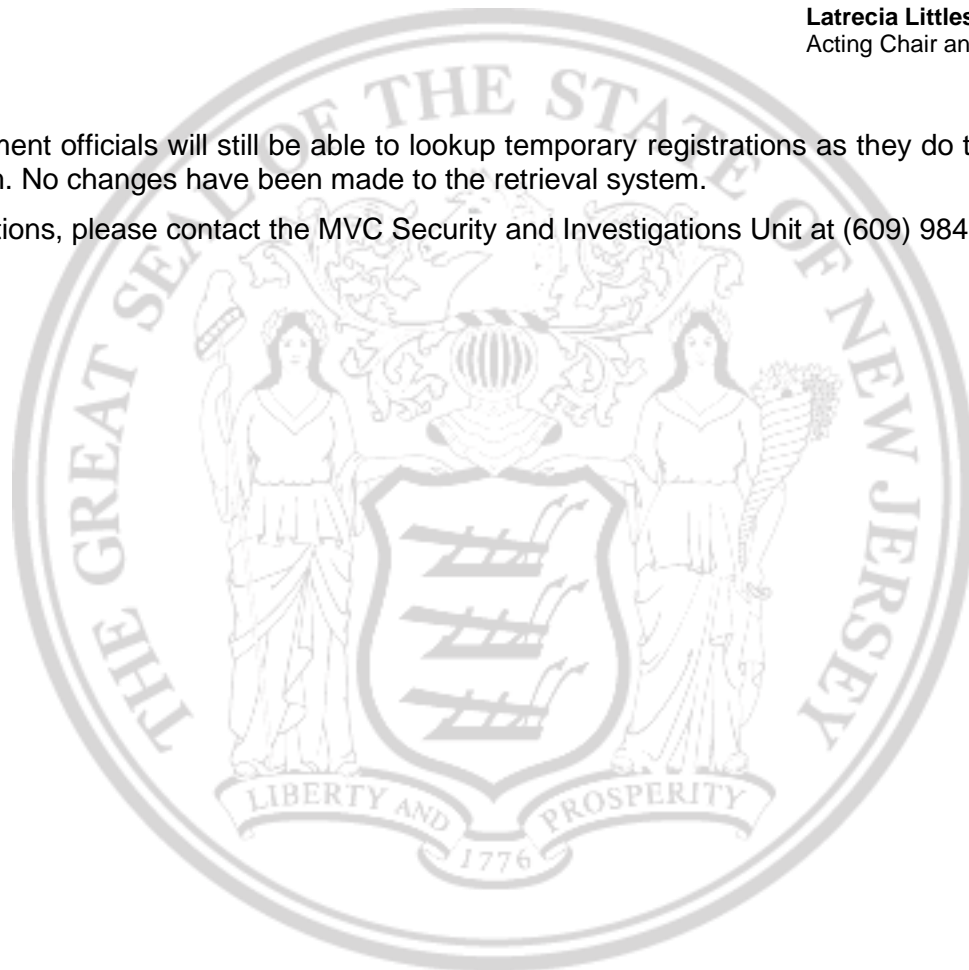 Latrecia Littles
Acting Chair an
ment officials will still be able to lookup temporary registrations as they do t
n. No changes have been made to the retrieval system.
tions, please contact the MVC Security and Investigations Unit at (609) 984
THE GREAT SEAL OF THE STATE OF NEW JERSEY
LIBERTY AND PROSPERITY
1776